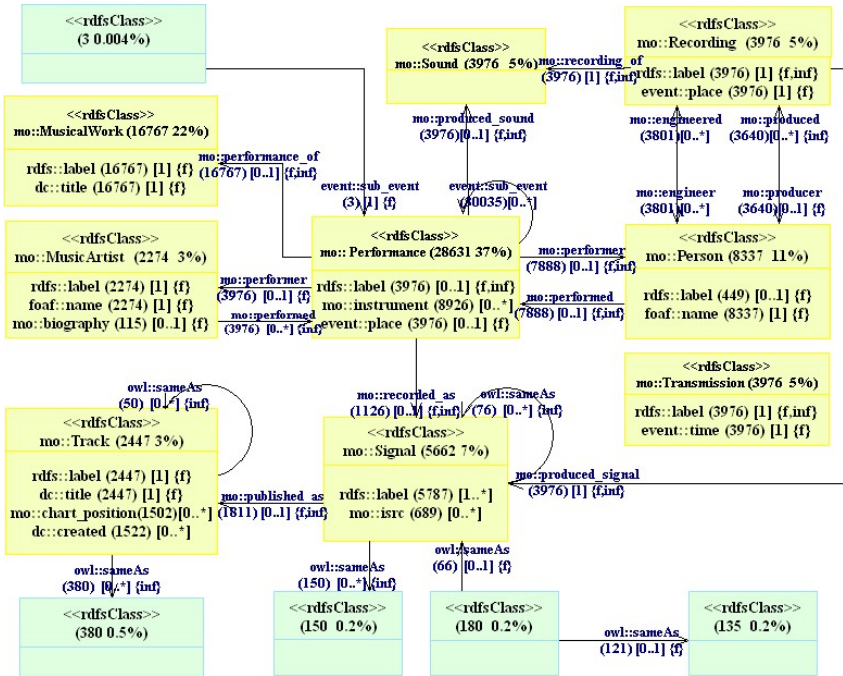 <<rdfsClass>>
(3 0.004%)
<<rdfsClass>>
mo::Sound (3976 5%)
mo::recording_of
(3976) [1] {f,inf}
<<rdfsClass>>
mo::Recording (3976 5%)
rdfs::label (3976) [1] {f,inf}
event::place (3976) [1] {f}
<<rdfsClass>>
mo::MusicalWork (16767 22%)
rdfs::label (16767) [1] {f}
dc::title (16767) [1] {f}
mo::performance_of
(16767) [0..1] {f,inf}
mo::produced_sound
(3976)[0..1] {f,inf}
mo::engineered
(3801)[0..*]
mo::produced
(3640)[0..*] {inf}
event::sub_event
(3)[1] {f}
event::sub_event
(80035)[0..*]
mo::engineer
(3801)[0..*]
mo::producer
(3640)[0..1] {f}
<<rdfsClass>>
mo::MusicArtist (2274 3%)
rdfs::label (2274) [1] {f}
foaf::name (2274) [1] {f}
mo::biography (115) [0..1] {f}
mo::performer
(3976) [0..1] {f}
mo::performed
(3976) [0..*] {inf}
<<rdfsClass>>
mo:: Performance (28631 37%)
rdfs::label (3976) [0..1] {f,inf}
mo::instrument (8926) [0..*]
event::place (3976) [0..1] {f}
mo::performer
(7888) [0..1] {f,inf}
mo::performed
(7888) [0..1] {f,inf}
<<rdfsClass>>
mo::Person (8337 11%)
rdfs::label (449) [0..1] {f}
foaf::name (8337) [1] {f}
<<rdfsClass>>
mo::Transmission (3976 5%)
rdfs::label (3976) [1] {f,inf}
event::time (3976) [1] {f}
owl::sameAs
(50) [0..*] {inf}
mo::recorded_as
(1126) [0..1] {f,inf}
owl::sameAs
(76) [0..*] {inf}
<<rdfsClass>>
mo::Track (2447 3%)
rdfs::label (2447) [1] {f}
dc::title (2447) [1] {f}
mo::chart_position(1502)[0..*]
dc::created (1522) [0..*]
mo::published_as
(1811) [0..1] {f,inf}
<<rdfsClass>>
mo::Signal (5662 7%)
rdfs::label (5787) [1..*]
mo::isrc (689) [0..*]
mo::produced_signal
(3976) [1] {f,inf}
owl::sameAs
(380) [0..*] {inf}
owl::sameAs
(150) [0..*] {inf}
owl::sameAs
(66) [0..1] {f}
<<rdfsClass>>
(380 0.5%)
<<rdfsClass>>
(150 0.2%)
<<rdfsClass>>
(180 0.2%)
owl::sameAs
(121) [0..1] {f}
<<rdfsClass>>
(135 0.2%)